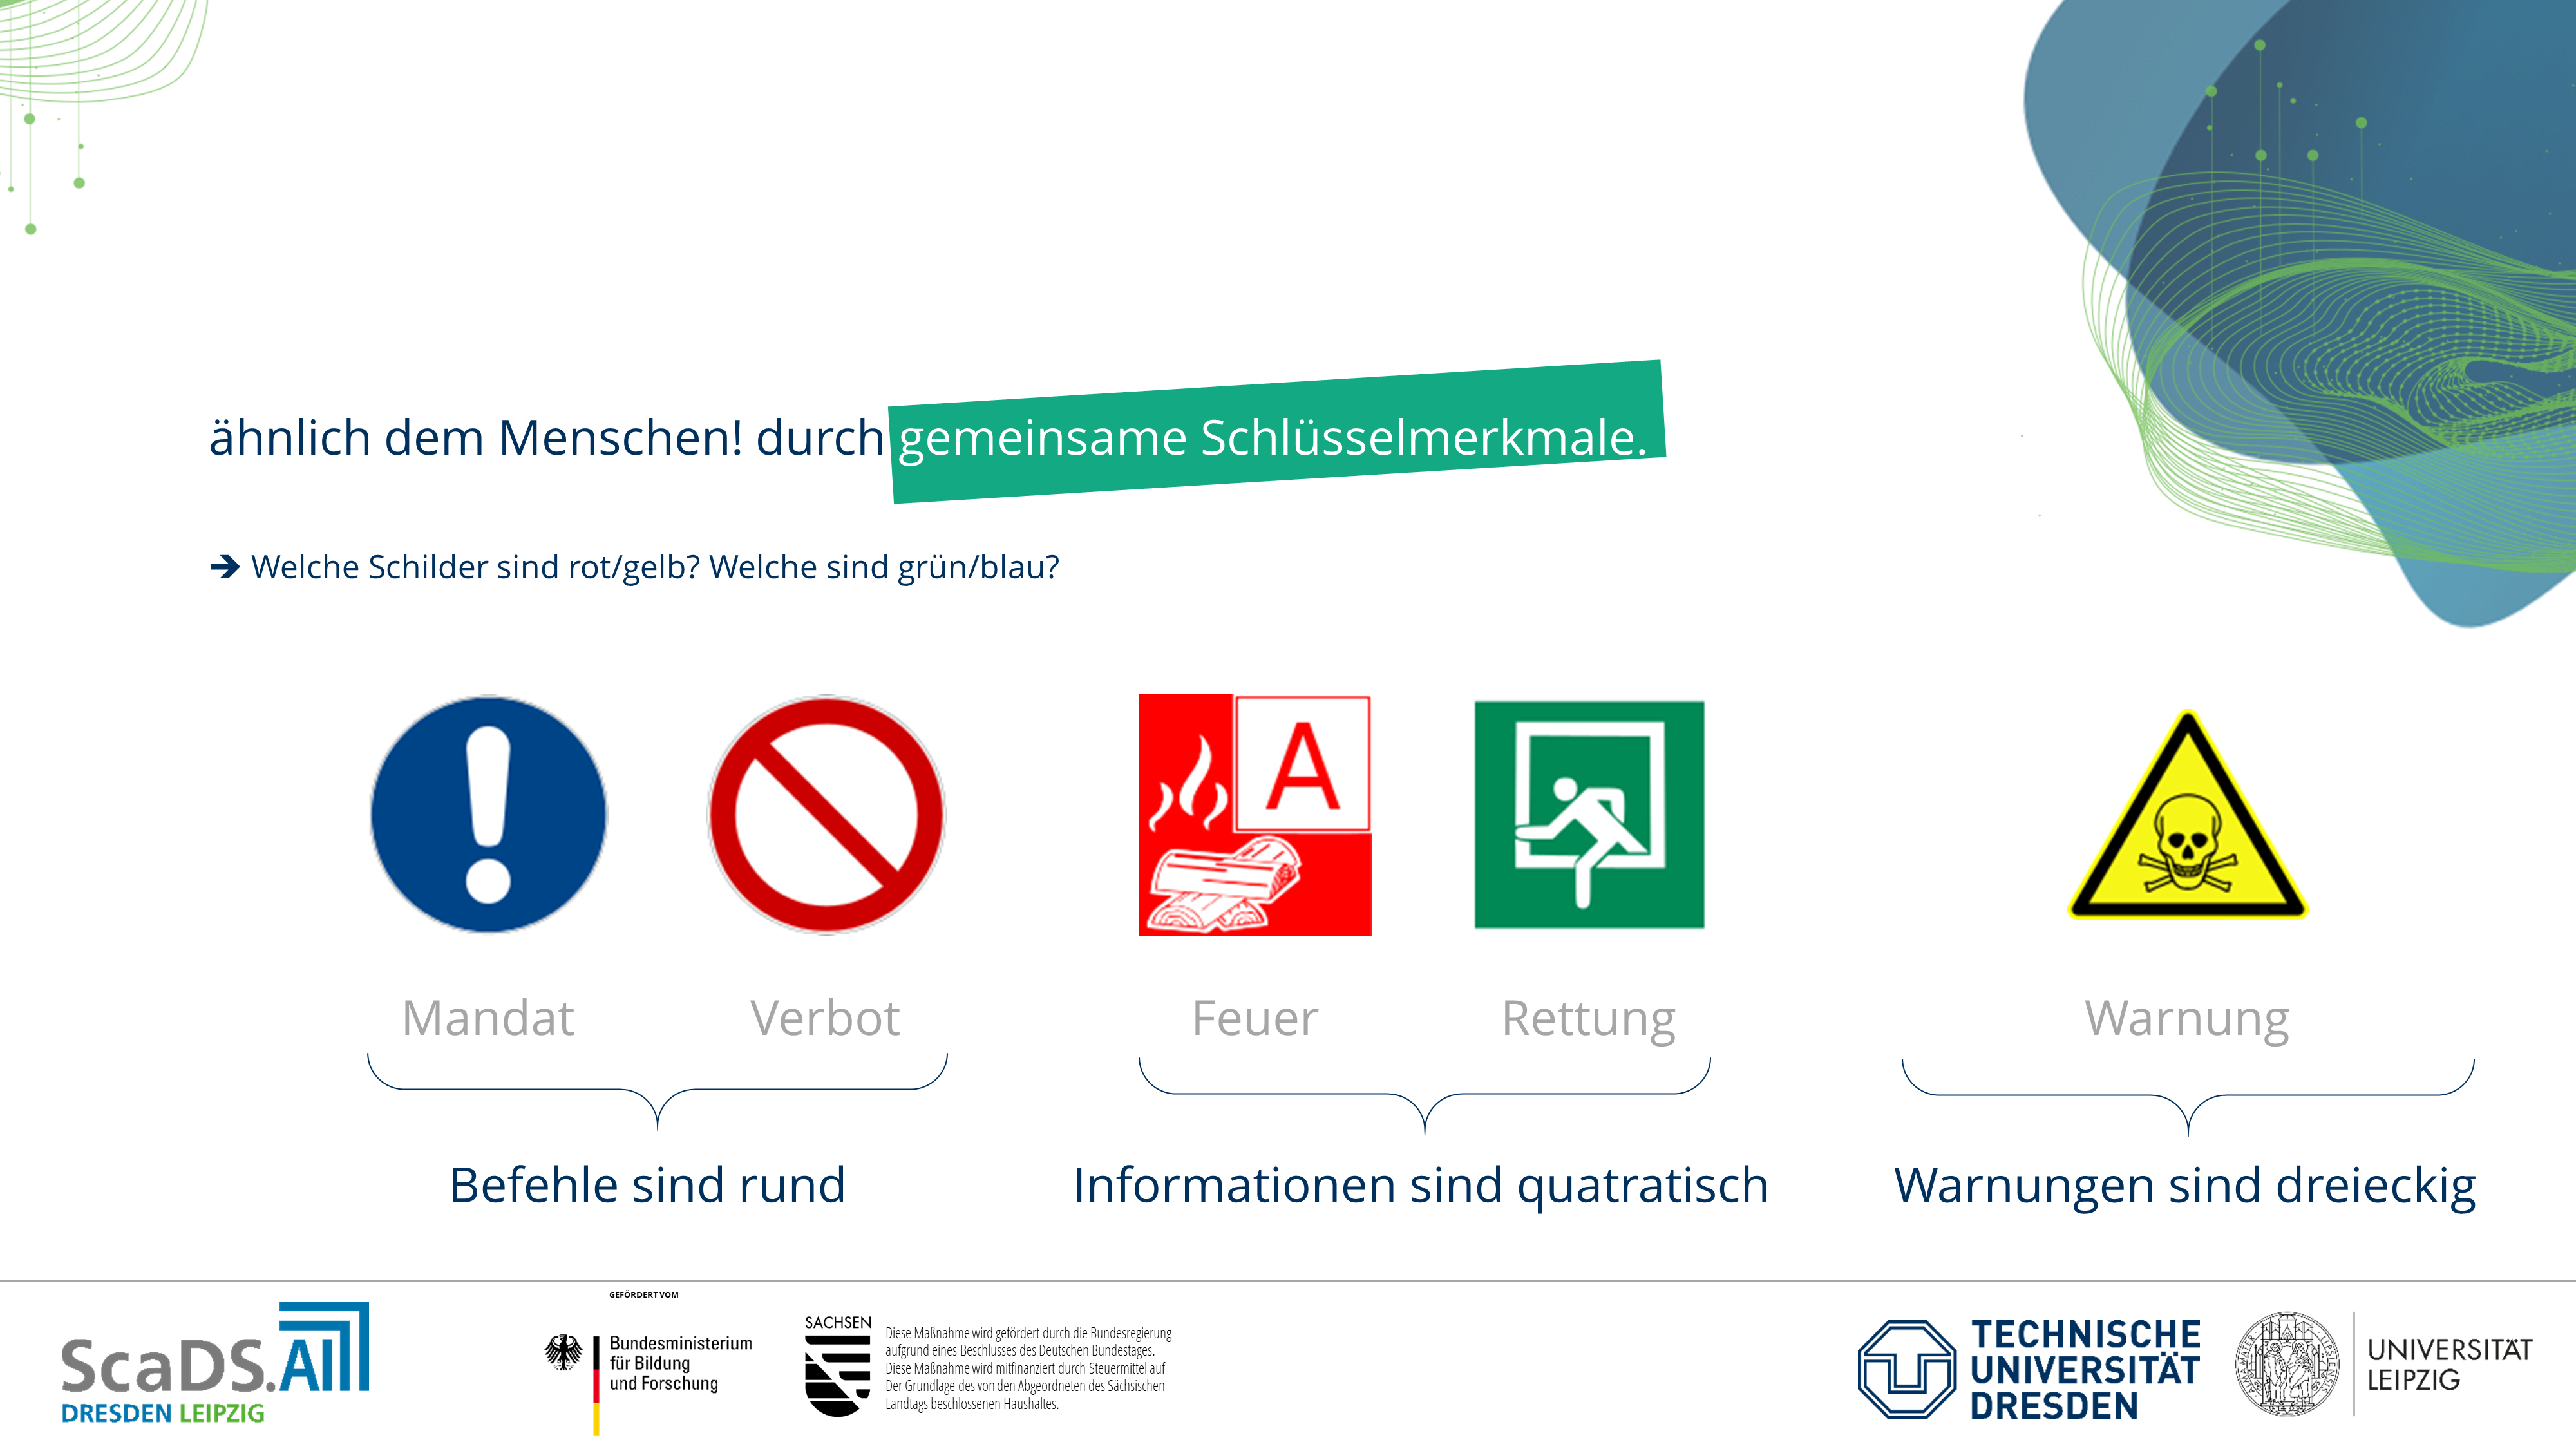 ähnlich dem Menschen! durch gemeinsame Schlüsselmerkmale.
➔ Welche Schilder sind rot/gelb? Welche sind grün/blau?
A
Mandat
Verbot
Feuer
Rettung
Warnung
Befehle sind rund
Informationen sind quatratisch
Warnungen sind dreieckig
ScaDS.AI
DRESDEN LEIPZIG
GEFÖRDERT VOM
Bundesministerium
für Bildung
und Forschung
SACHSEN
Diese Maßnahme wird gefördert durch die Bundesregierung
aufgrund eines Beschlusses des Deutschen Bundestages.
Diese Maßnahme wird mitfinanziert durch Steuermittel auf
Der Grundlage des von den Abgeordneten des Sächsischen
Landtags beschlossenen Haushaltes.
TECHNISCHE
UNIVERSITÄT
DRESDEN
UNIVERSITÄT
LEIPZIG